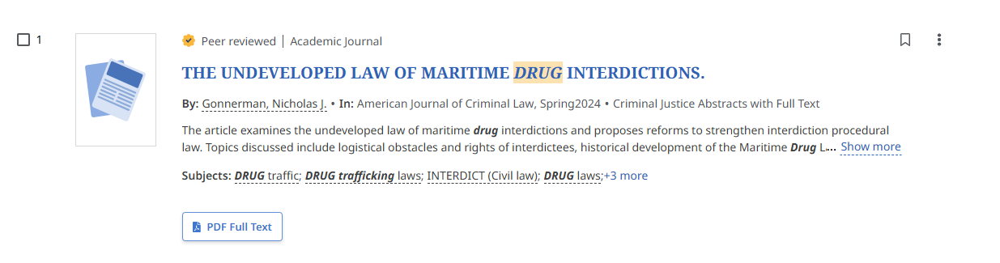 1
Peer reviewed | Academic Journal
THE UNDEVELOPED LAW OF MARITIME DRUG INTERDICTIONS.
By: Gonnerman, Nicholas J. • In: American Journal of Criminal Law, Spring2024 • Criminal Justice Abstracts with Full Text
The article examines the undeveloped law of maritime drug interdictions and proposes reforms to strengthen interdiction procedural
law. Topics discussed include logistical obstacles and rights of interdictees, historical development of the Maritime Drug L... Show more
Subjects: DRUG traffic; DRUG trafficking laws; INTERDICT (Civil law); DRUG laws;+3 more
PDF Full Text